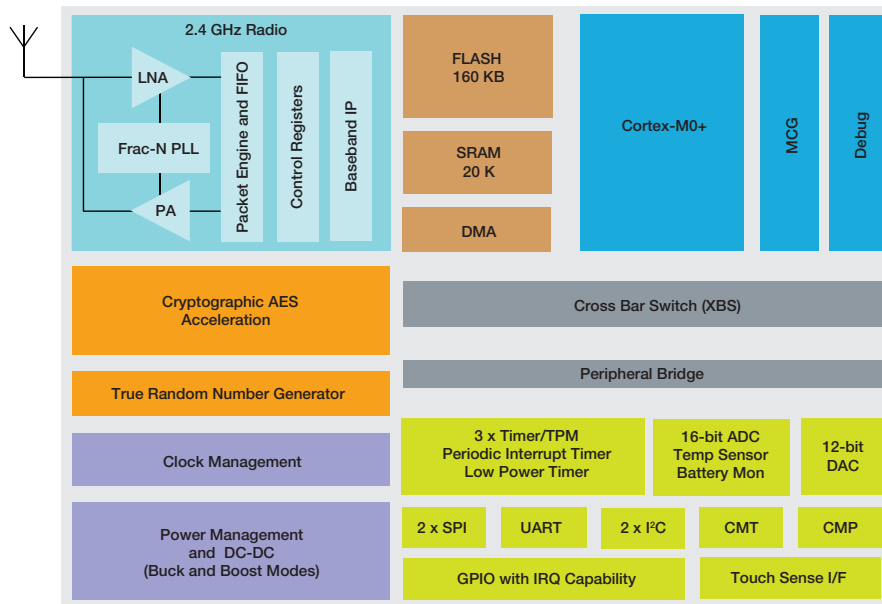 2.4 GHz Radio
LNA
Frac-N PLL
PA
Packet Engine and FIFO
Control Registers
Baseband IP
FLASH
160 KB
SRAM
20 K
DMA
Cortex-M0+
MCG
Debug
Cryptographic AES
Acceleration
True Random Number Generator
Clock Management
Power Management
and DC-DC
(Buck and Boost Modes)
Cross Bar Switch (XBS)
Peripheral Bridge
3 x Timer/TPM
Periodic Interrupt Timer
Low Power Timer
16-bit ADC
Temp Sensor
Battery Mon
12-bit
DAC
2 x SPI
UART
2 x I²C
CMT
CMP
GPIO with IRQ Capability
Touch Sense I/F